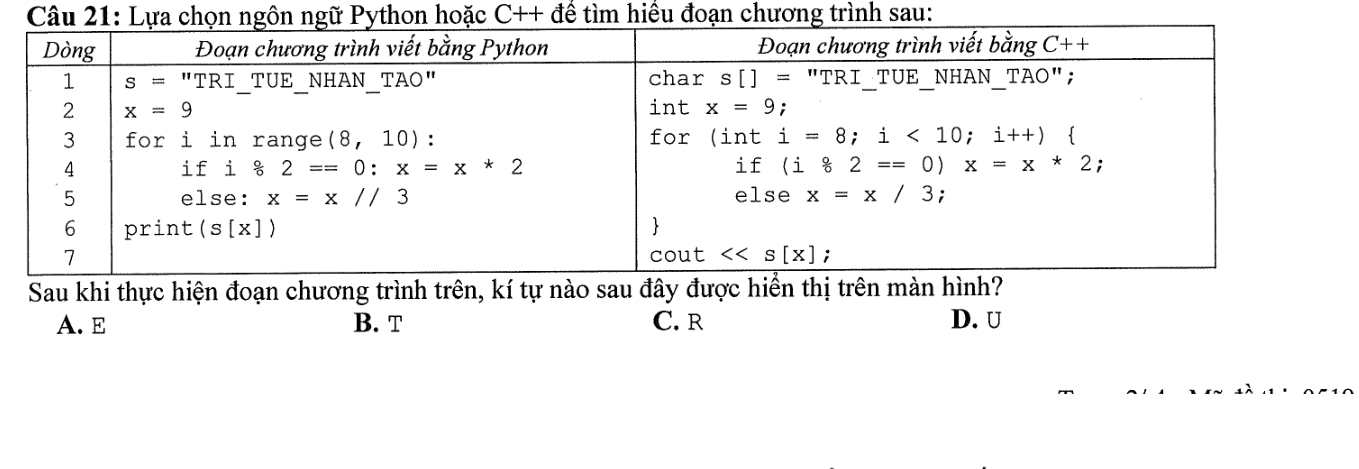 Câu 21: Lựa chọn ngôn ngữ Python hoặc C++ để tìm hiểu đoạn chương trình sau:
Dòng Đoạn chương trình viết bằng Python Đoạn chương trình viết bằng C++
1 s = "TRI_TUE_NHAN_TAO" char s[] = "TRI_TUE_NHAN_TAO";
2 x = 9 int x = 9;
3 for i in range(8, 10): for (int i = 8; i < 10; i++) {
4 if i % 2 == 0: x = x * 2 if (i % 2 == 0) x = x * 2;
5 else: x = x // 3 else x = x / 3;
6 print(s[x]) }
7 cout << s[x];
Sau khi thực hiện đoạn chương trình trên, kí tự nào sau đây được hiển thị trên màn hình?
A. E B. T C. R D. U